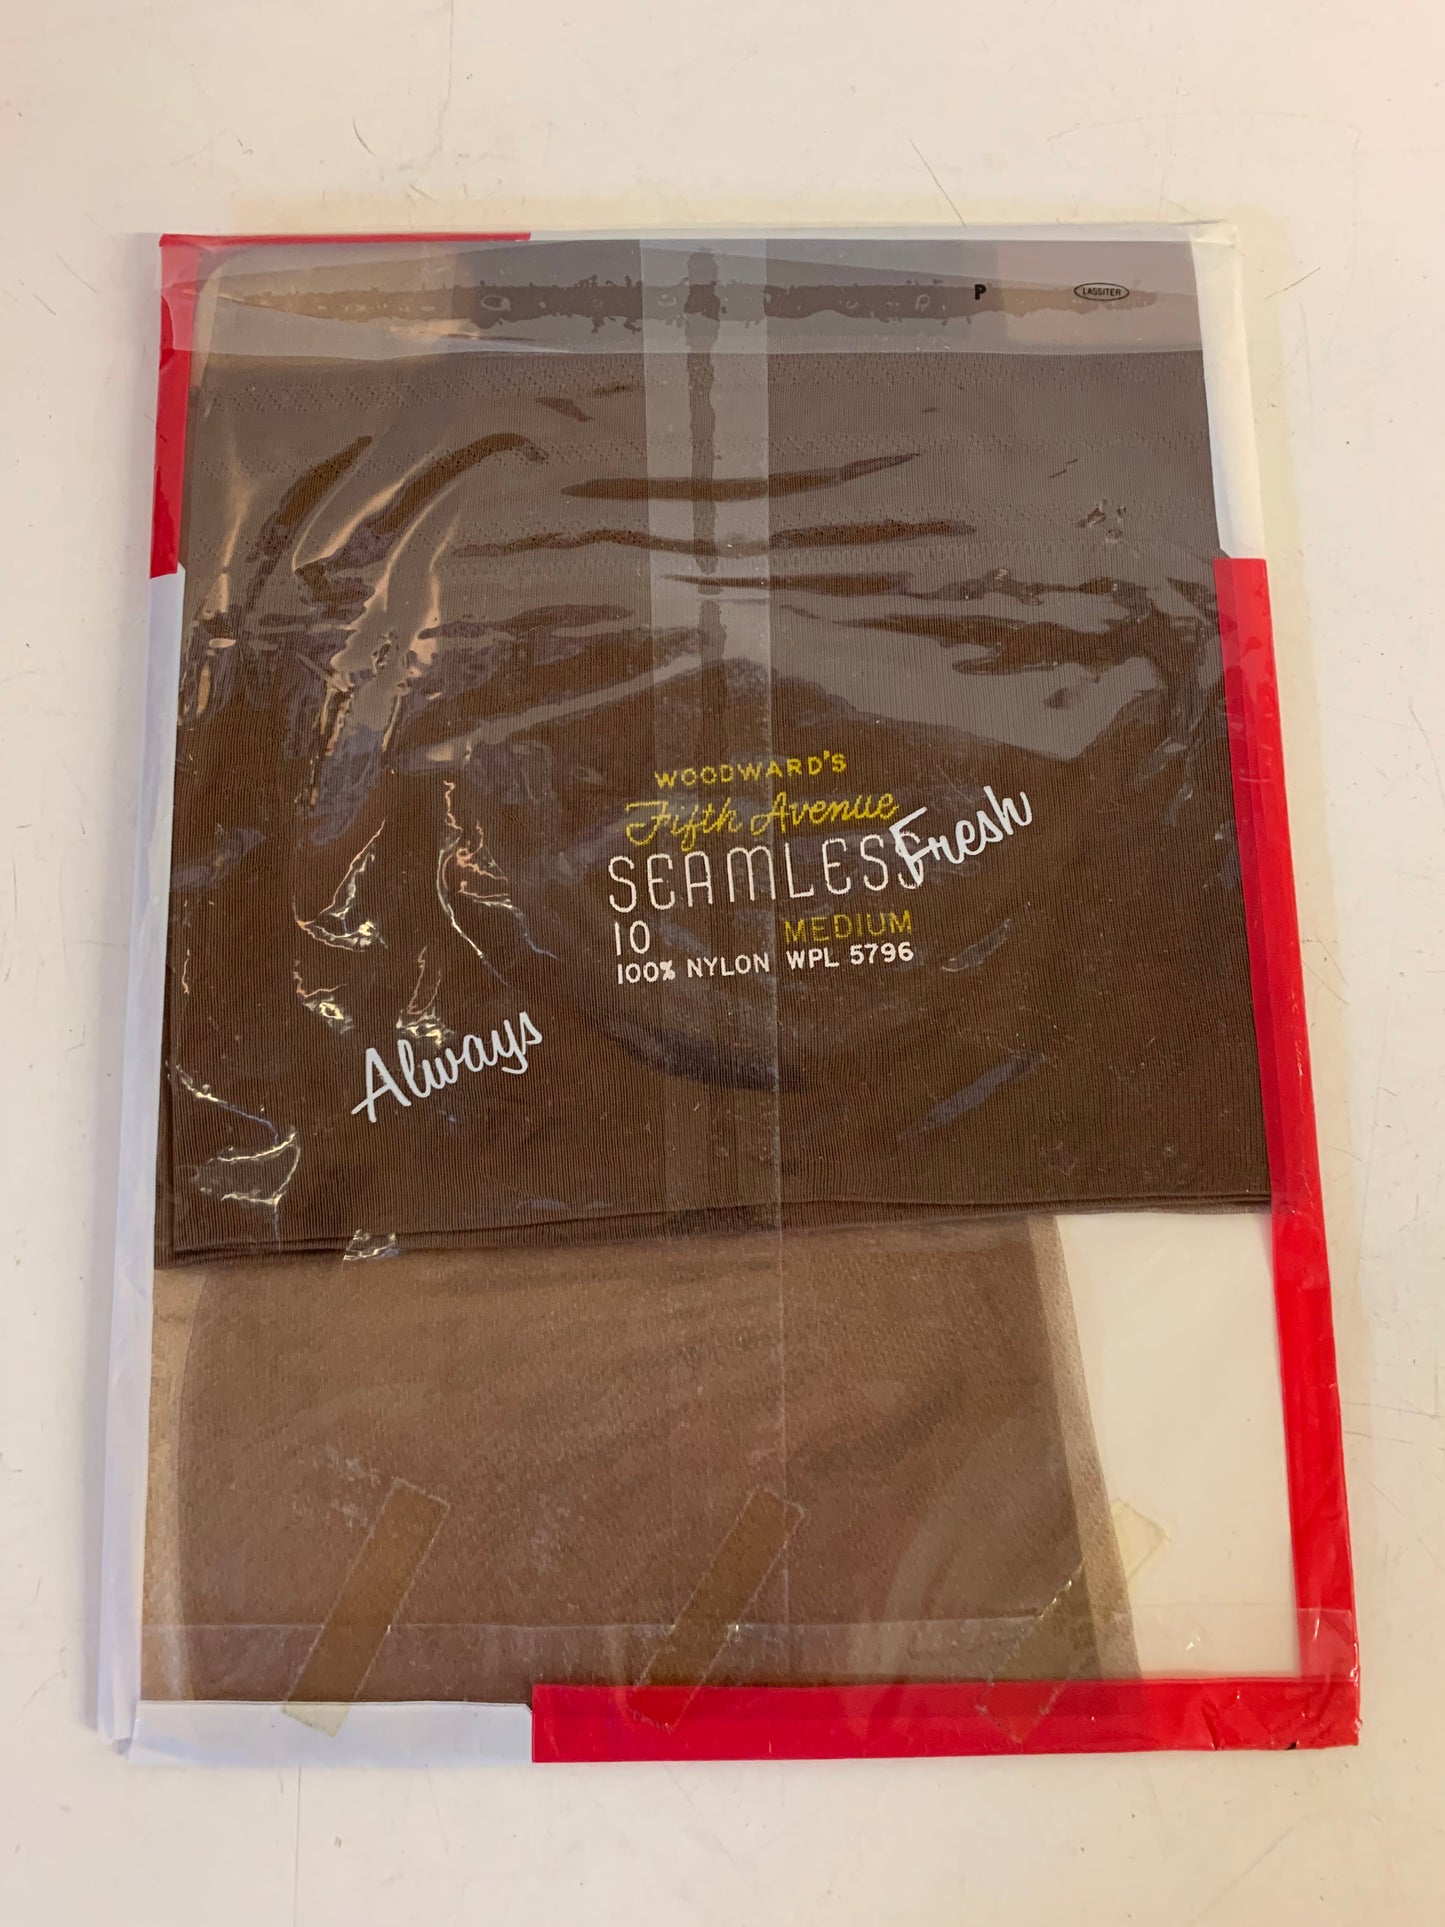 P LASSITER
WOODWARD'S
Fifth Avenue
SEAMLESS
Fresh
10 MEDIUM
100% NYLON WPL 5796
Always